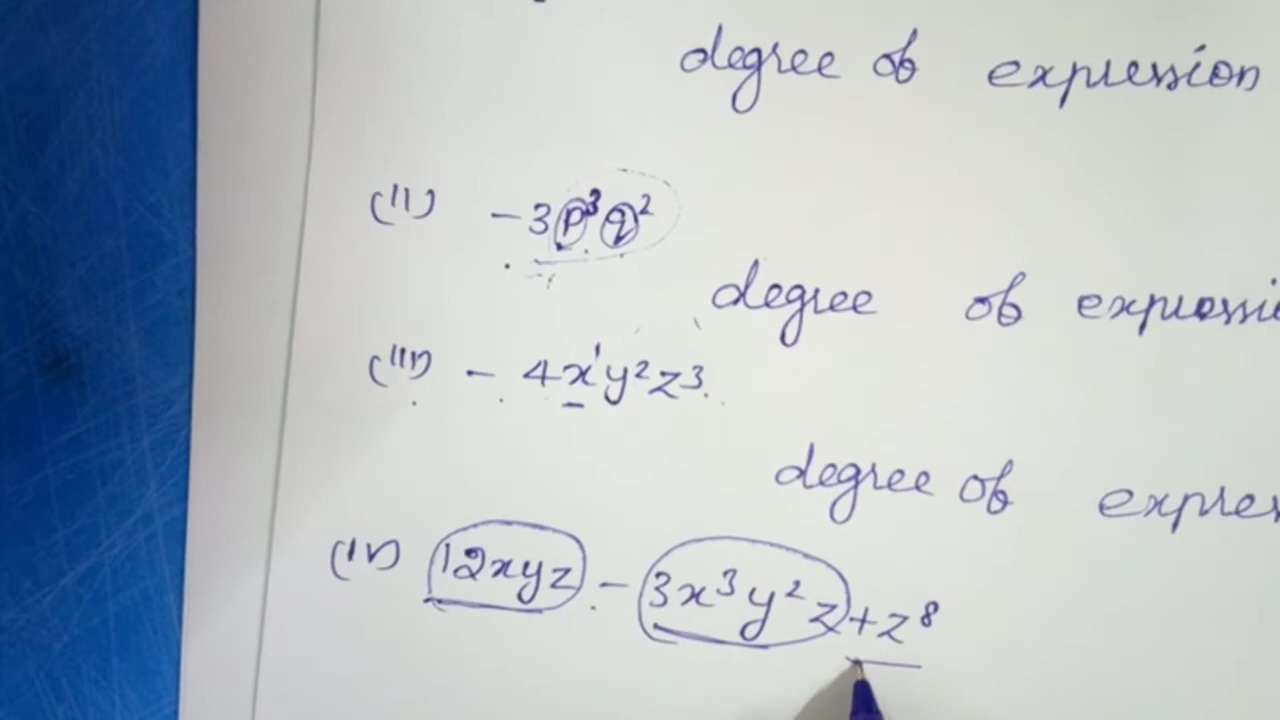 degree of expression
(II) -3p³q²
degree of expressi
(III) - 4x¹y²z³
degree of expres
(IV) 12xyz - 3x³y²z + z⁸